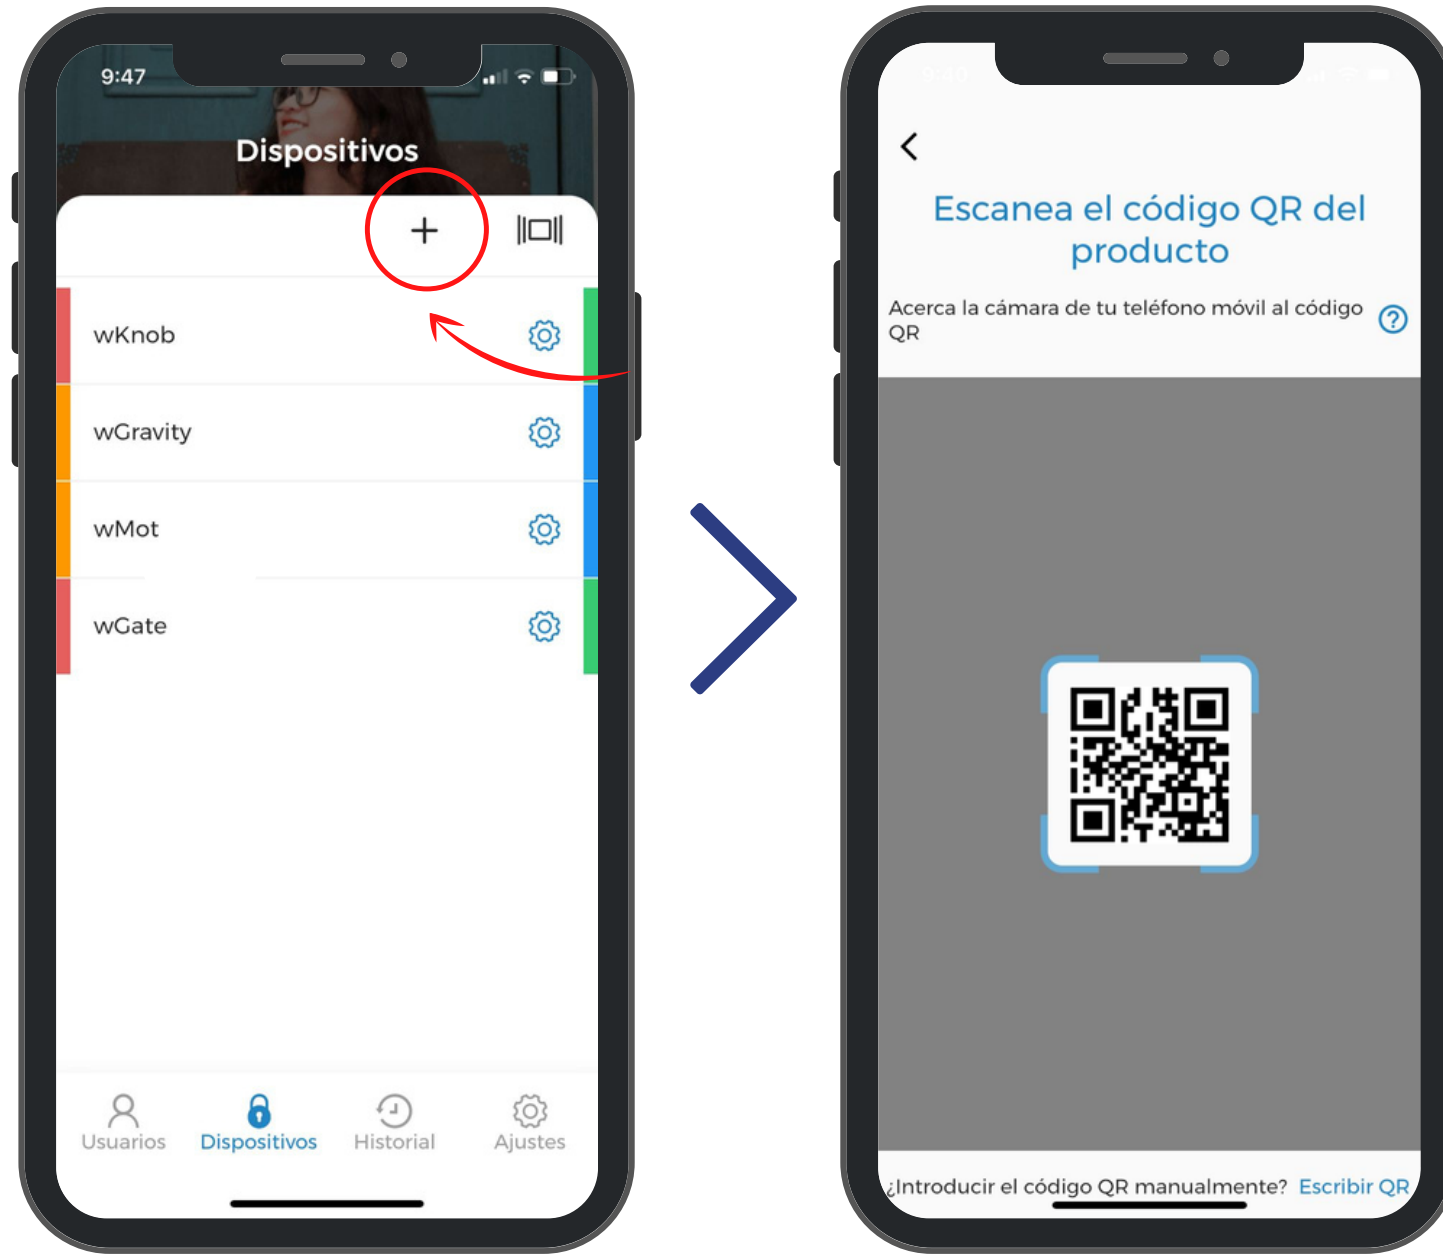 9:47
Dispositivos
wKnob
wGravity
wMot
wGate
Usuarios
Dispositivos
Historial
Ajustes
Escanea el código QR del
producto
Acerca la cámara de tu teléfono móvil al código
QR
¿Introducir el código QR manualmente? Escribir QR